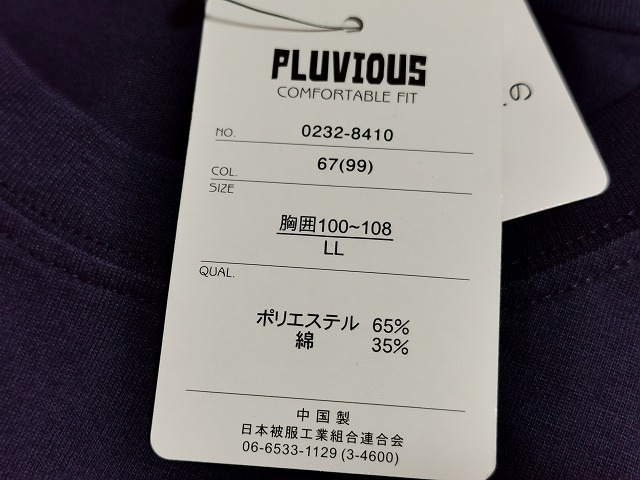 PLUVIOUS
COMFORTABLE FIT
NO. 0232-8410
COL. 67(99)
SIZE
胸囲100~108
LL
QUAL.
ポリエステル 65%
綿 35%
中国製
日本被服工業組合連合会
06-6533-1129 (3-4600)